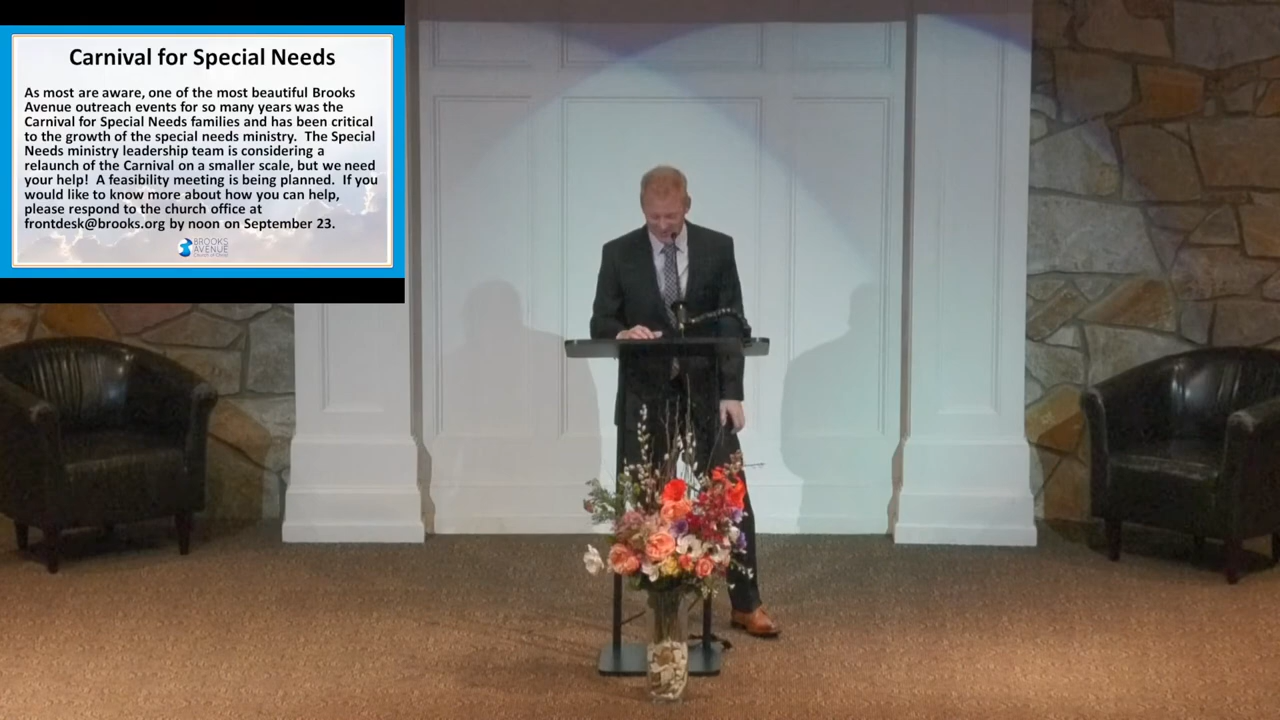 Carnival for Special Needs
As most are aware, one of the most beautiful Brooks
Avenue outreach events for so many years was the
Carnival for Special Needs families and has been critical
to the growth of the special needs ministry.  The Special
Needs ministry leadership team is considering a
relaunch of the Carnival on a smaller scale, but we need
your help!  A feasibility meeting is being planned.  If you
would like to know more about how you can help,
please respond to the church office at
frontdesk@brooks.org by noon on September 23.
BROOKS
AVENUE
Church of Christ